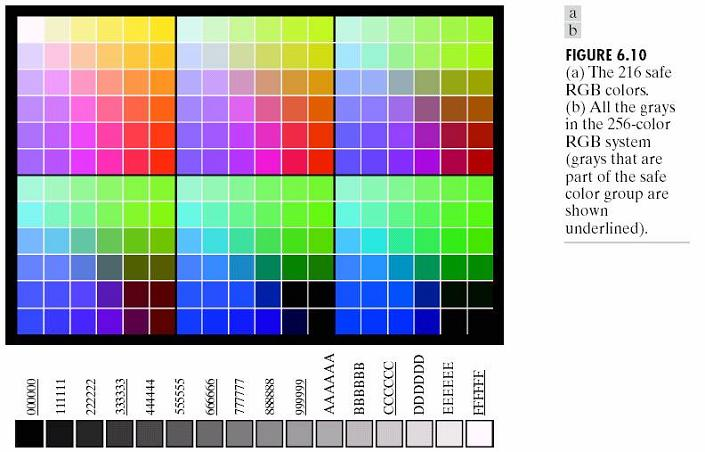 a
b
FIGURE 6.10
(a) The 216 safe
RGB colors.
(b) All the grays
in the 256-color
RGB system
(grays that are
part of the safe
color group are
shown
underlined).
000000
111111
222222
333333
444444
555555
666666
777777
888888
999999
AAAAAA
BBBBBB
CCCCCC
DDDDDD
EEEEEE
FFFFFF